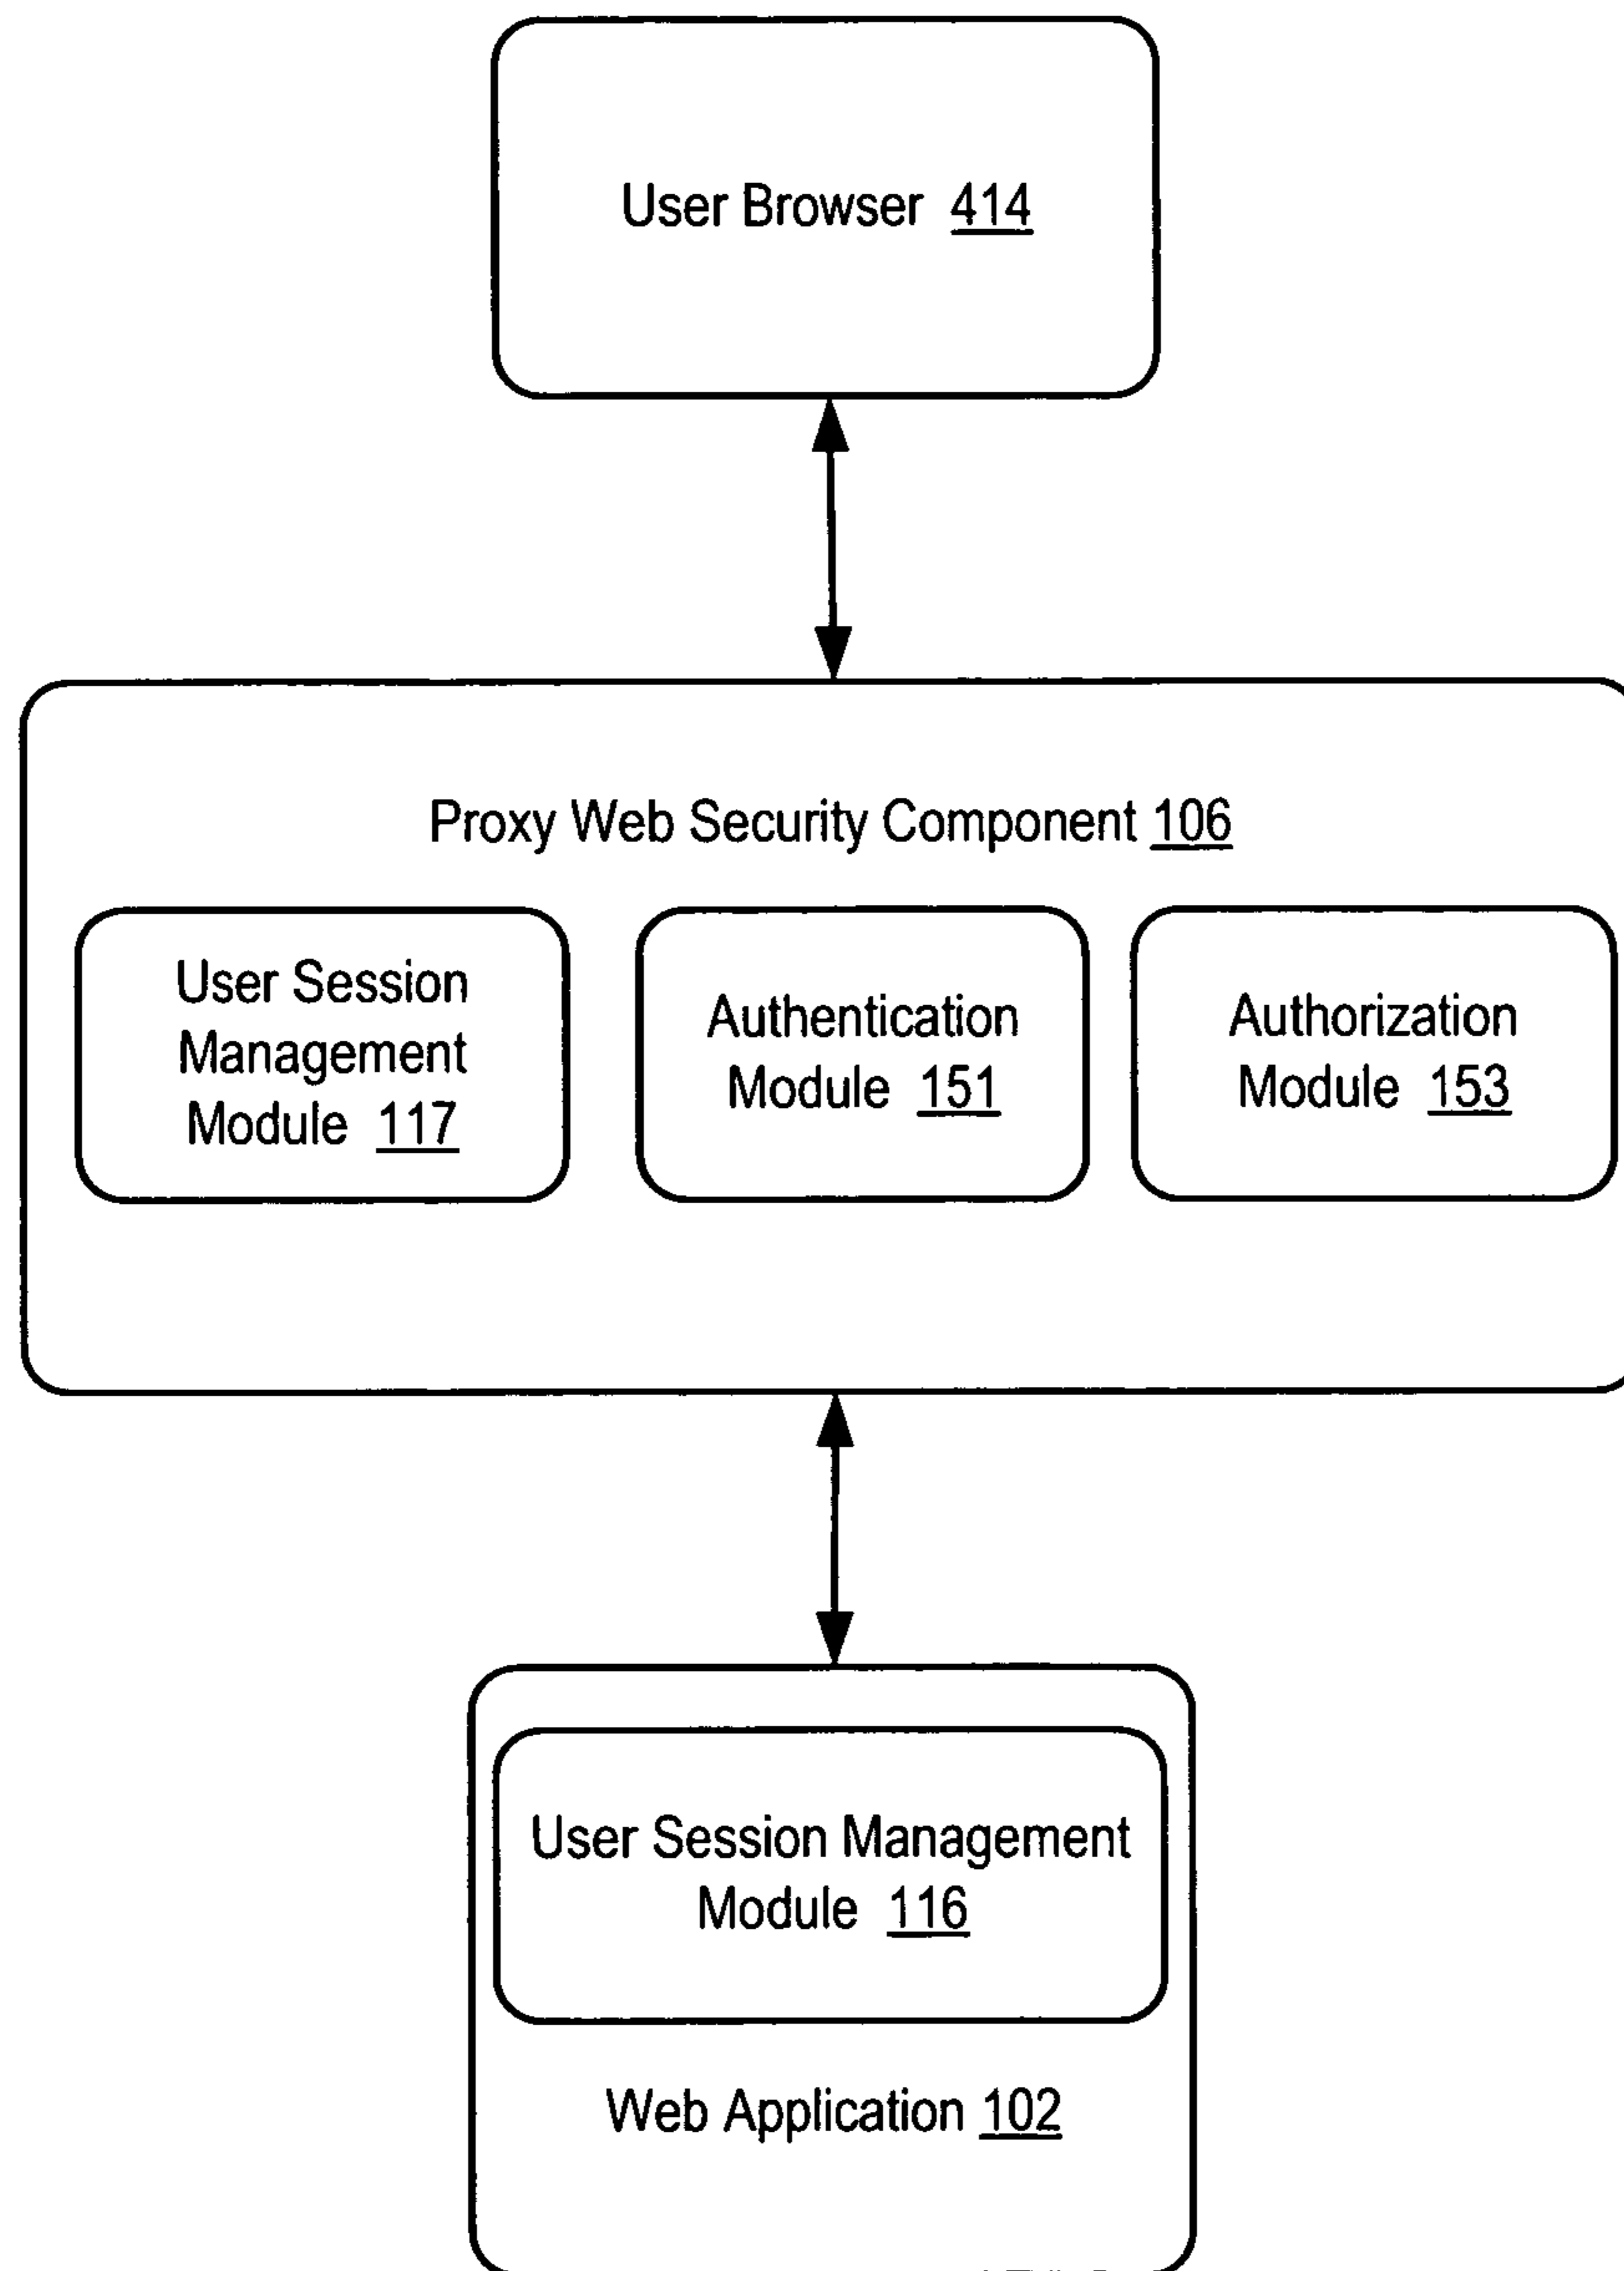 User Browser 414
Proxy Web Security Component 106
User Session
Management
Module 117
Authentication
Module 151
Authorization
Module 153
User Session Management
Module 116
Web Application 102